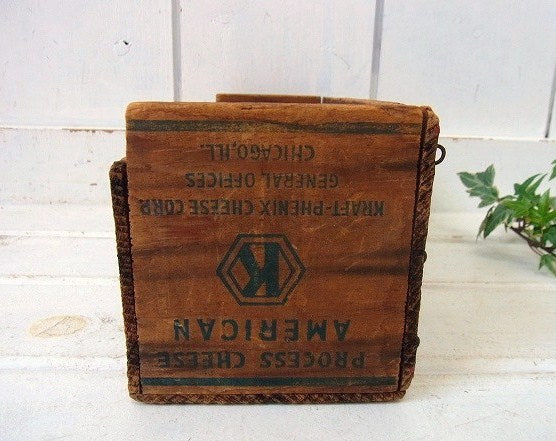 PROCESS CHEESE
AMERICAN
K
KRAFT-PHENIX CHEESE CORP.
GENERAL OFFICES
CHICAGO, ILL.